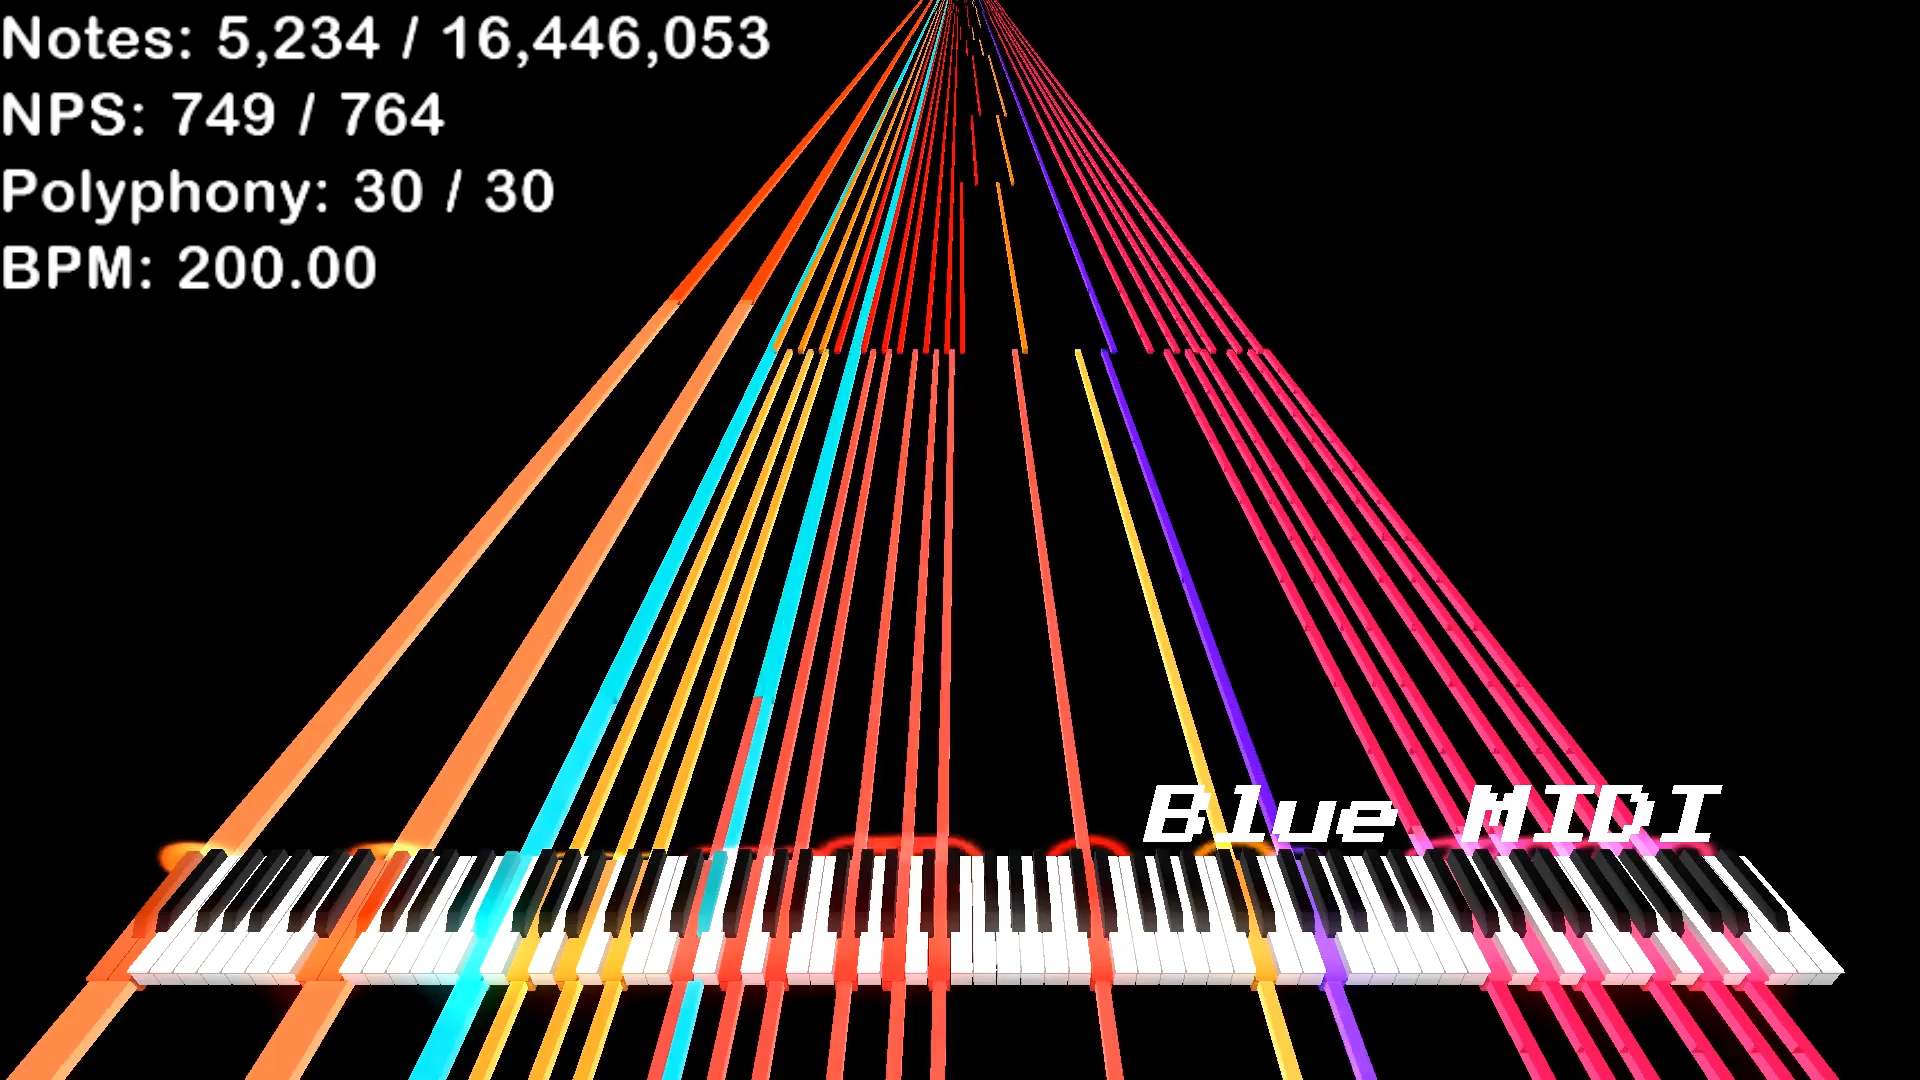 Notes: 5,234 / 16,446,053
NPS: 749 / 764
Polyphony: 30 / 30
BPM: 200.00
Blue MIDI